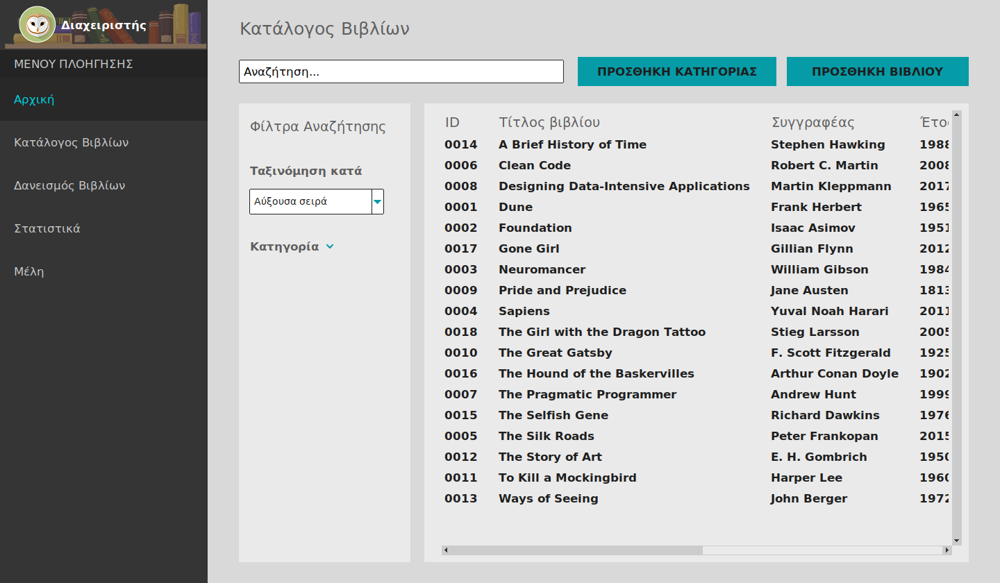 Διαχειριστής
ΜΕΝΟΥ ΠΛΟΗΓΗΣΗΣ
Αρχική
Κατάλογος Βιβλίων
Δανεισμός Βιβλίων
Στατιστικά
Μέλη
Κατάλογος Βιβλίων
Αναζήτηση...
ΠΡΟΣΘΗΚΗ ΚΑΤΗΓΟΡΙΑΣ
ΠΡΟΣΘΗΚΗ ΒΙΒΛΙΟΥ
Φίλτρα Αναζήτησης
Ταξινόμηση κατά
Αύξουσα σειρά
Κατηγορία
ID Τίτλος βιβλίου Συγγραφέας Έτος
0014 A Brief History of Time Stephen Hawking 1988
0006 Clean Code Robert C. Martin 2008
0008 Designing Data-Intensive Applications Martin Kleppmann 2017
0001 Dune Frank Herbert 1965
0002 Foundation Isaac Asimov 1951
0017 Gone Girl Gillian Flynn 2012
0003 Neuromancer William Gibson 1984
0009 Pride and Prejudice Jane Austen 1813
0004 Sapiens Yuval Noah Harari 2011
0018 The Girl with the Dragon Tattoo Stieg Larsson 2005
0010 The Great Gatsby F. Scott Fitzgerald 1925
0016 The Hound of the Baskervilles Arthur Conan Doyle 1902
0007 The Pragmatic Programmer Andrew Hunt 1999
0015 The Selfish Gene Richard Dawkins 1976
0005 The Silk Roads Peter Frankopan 2015
0012 The Story of Art E. H. Gombrich 1950
0011 To Kill a Mockingbird Harper Lee 1960
0013 Ways of Seeing John Berger 1972